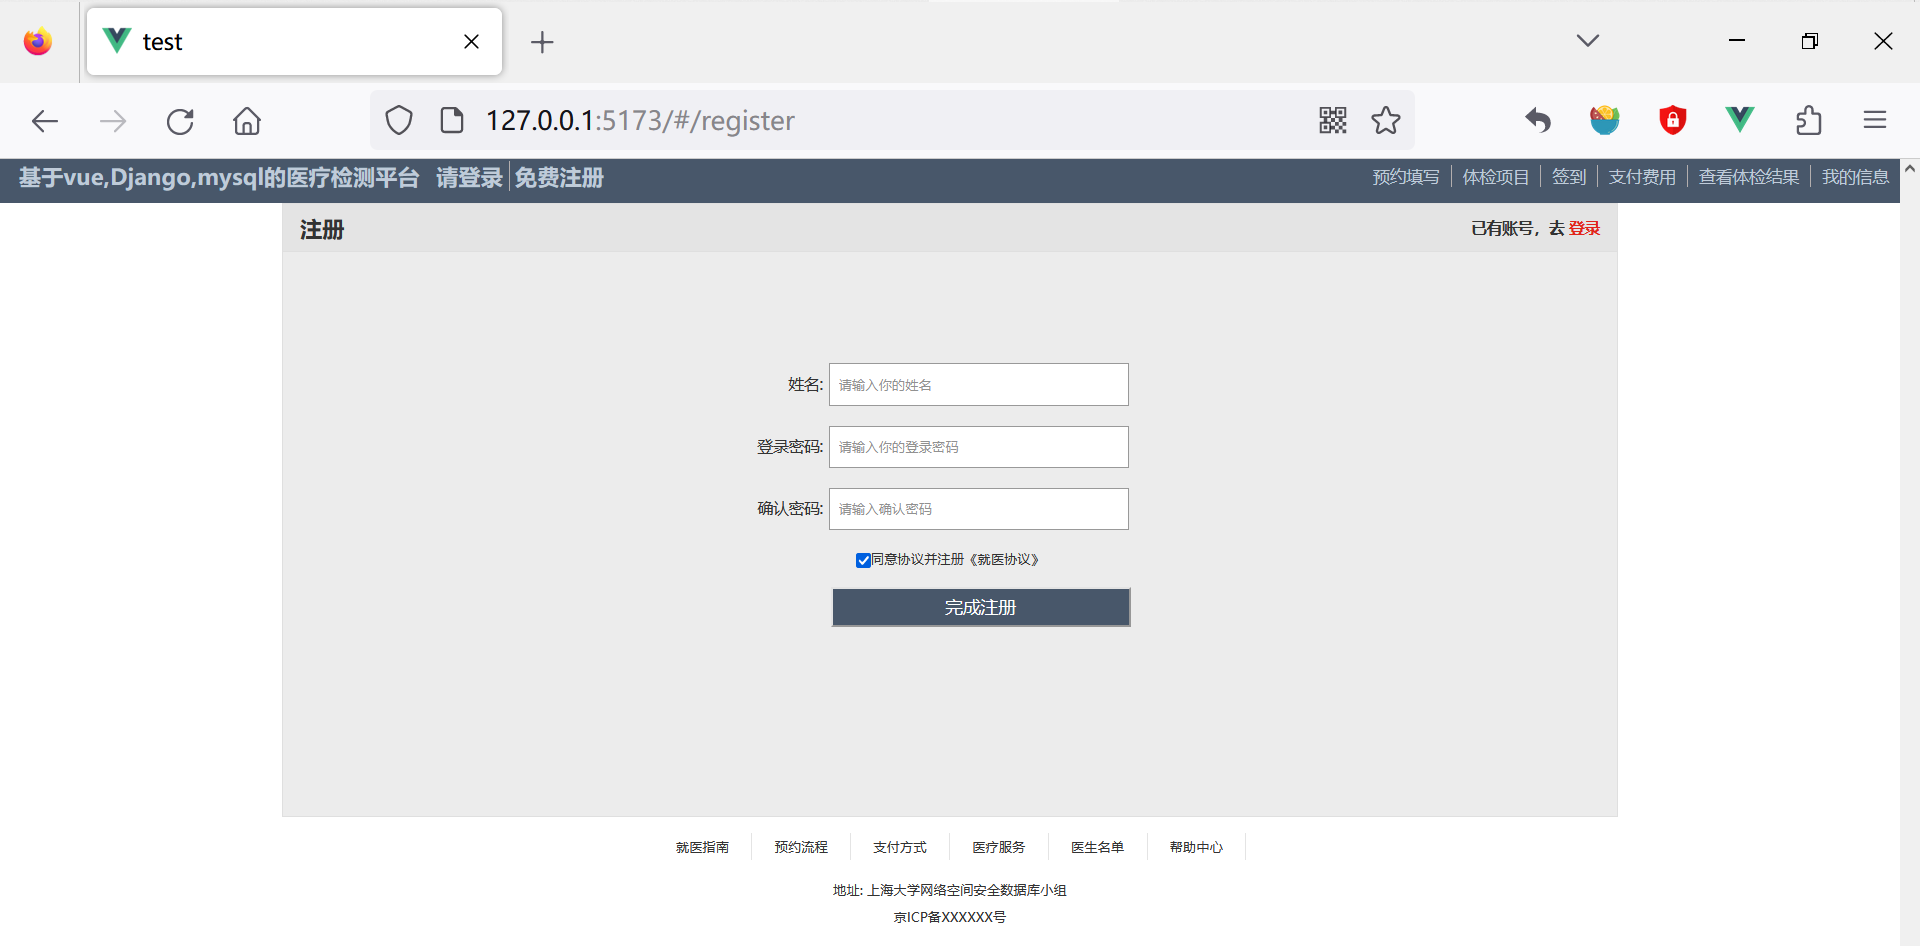 test
127.0.0.1:5173/#/register
基于vue,Django,mysql的医疗检测平台 请登录 免费注册 预约填写 体检项目 签到 支付费用 查看体检结果 我的信息
注册 已有账号，去 登录
姓名: 请输入你的姓名
登录密码: 请输入你的登录密码
确认密码: 请输入确认密码
同意协议并注册《就医协议》
完成注册
就医指南 预约流程 支付方式 医疗服务 医生名单 帮助中心
地址: 上海大学网络空间安全数据库小组
京ICP备XXXXXX号